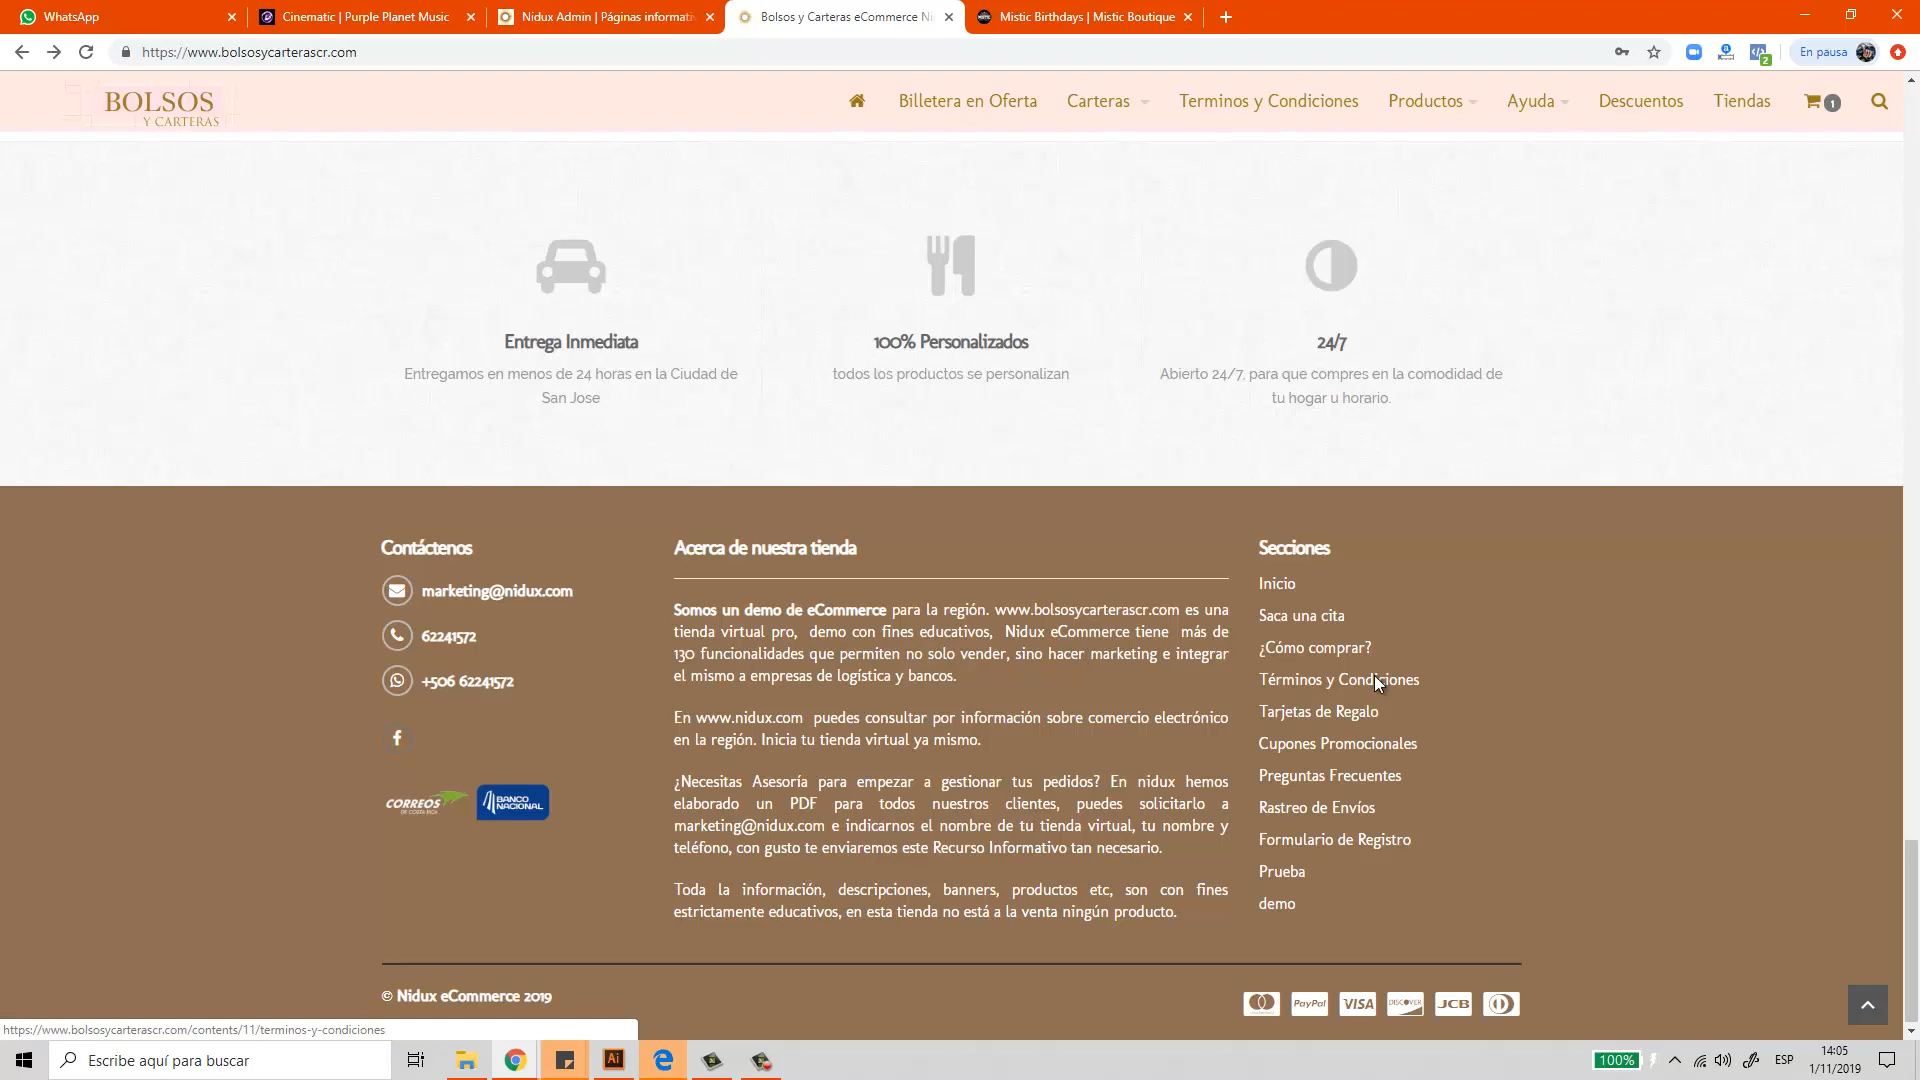 WhatsApp
Cinematic | Purple Planet Music
Nidux Admin | Páginas informati
Bolsos y Carteras eCommerce Ni
Mistic Birthdays | Mistic Boutique
https://www.bolsosycarterascr.com
En pausa
2
BOLSOS
Y CARTERAS
Billetera en Oferta
Carteras
Terminos y Condiciones
Productos
Ayuda
Descuentos
Tiendas
1
Entrega Inmediata
Entregamos en menos de 24 horas en la Ciudad de
San Jose
100% Personalizados
todos los productos se personalizan
24/7
Abierto 24/7, para que compres en la comodidad de
tu hogar u horario.
Contáctenos
marketing@nidux.com
62241572
+506 62241572
CORREOS
DE COSTA RICA
BANCO
NACIONAL
Acerca de nuestra tienda
Somos un demo de eCommerce para la región. www.bolsosycarterascr.com es una
tienda virtual pro, demo con fines educativos, Nidux eCommerce tiene más de
130 funcionalidades que permiten no solo vender, sino hacer marketing e integrar
el mismo a empresas de logística y bancos.
En www.nidux.com puedes consultar por información sobre comercio electrónico
en la región. Inicia tu tienda virtual ya mismo.
¿Necesitas Asesoría para empezar a gestionar tus pedidos? En nidux hemos
elaborado un PDF para todos nuestros clientes, puedes solicitarlo a
marketing@nidux.com e indicarnos el nombre de tu tienda virtual, tu nombre y
teléfono, con gusto te enviaremos este Recurso Informativo tan necesario.
Toda la información, descripciones, banners, productos etc, son con fines
estrictamente educativos, en esta tienda no está a la venta ningún producto.
Secciones
Inicio
Saca una cita
¿Cómo comprar?
Términos y Condiciones
Tarjetas de Regalo
Cupones Promocionales
Preguntas Frecuentes
Rastreo de Envíos
Formulario de Registro
Prueba
demo
© Nidux eCommerce 2019
PayPal
VISA
DISCOVER
JCB
https://www.bolsosycarterascr.com/contents/11/terminos-y-condiciones
Escribe aquí para buscar
Ai
100%
ESP
14:05
1/11/2019